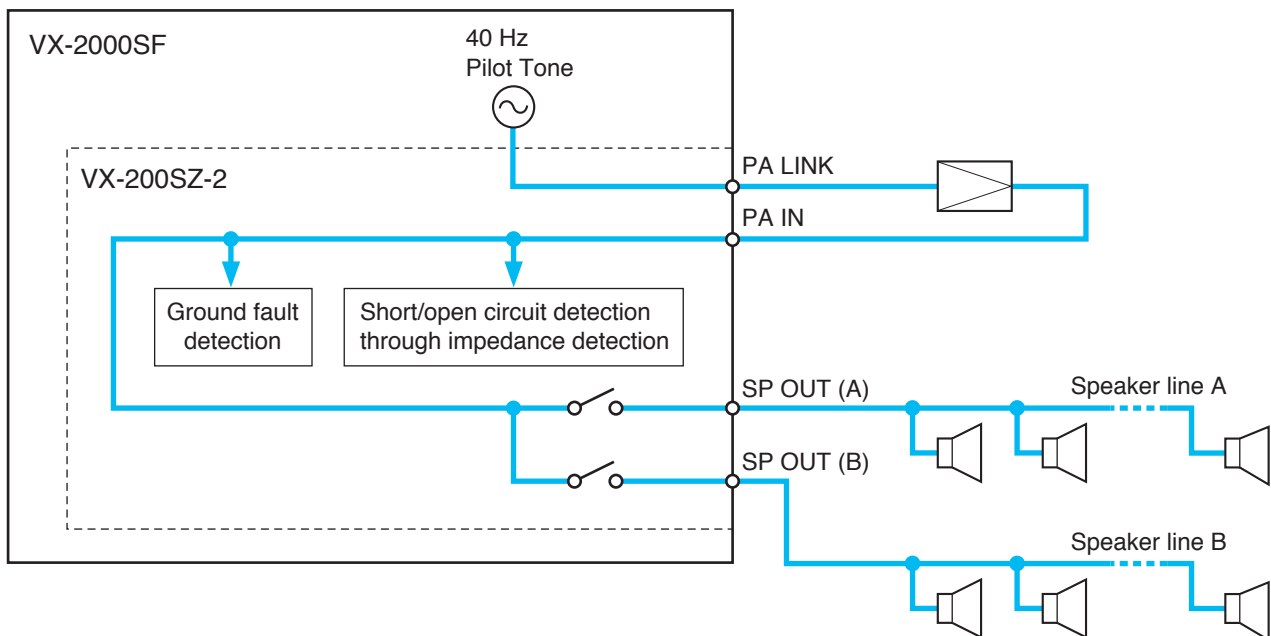 VX-2000SF
40 Hz
Pilot Tone
VX-200SZ-2
PA LINK
PA IN
Ground fault
detection
Short/open circuit detection
through impedance detection
SP OUT (A)
Speaker line A
SP OUT (B)
Speaker line B